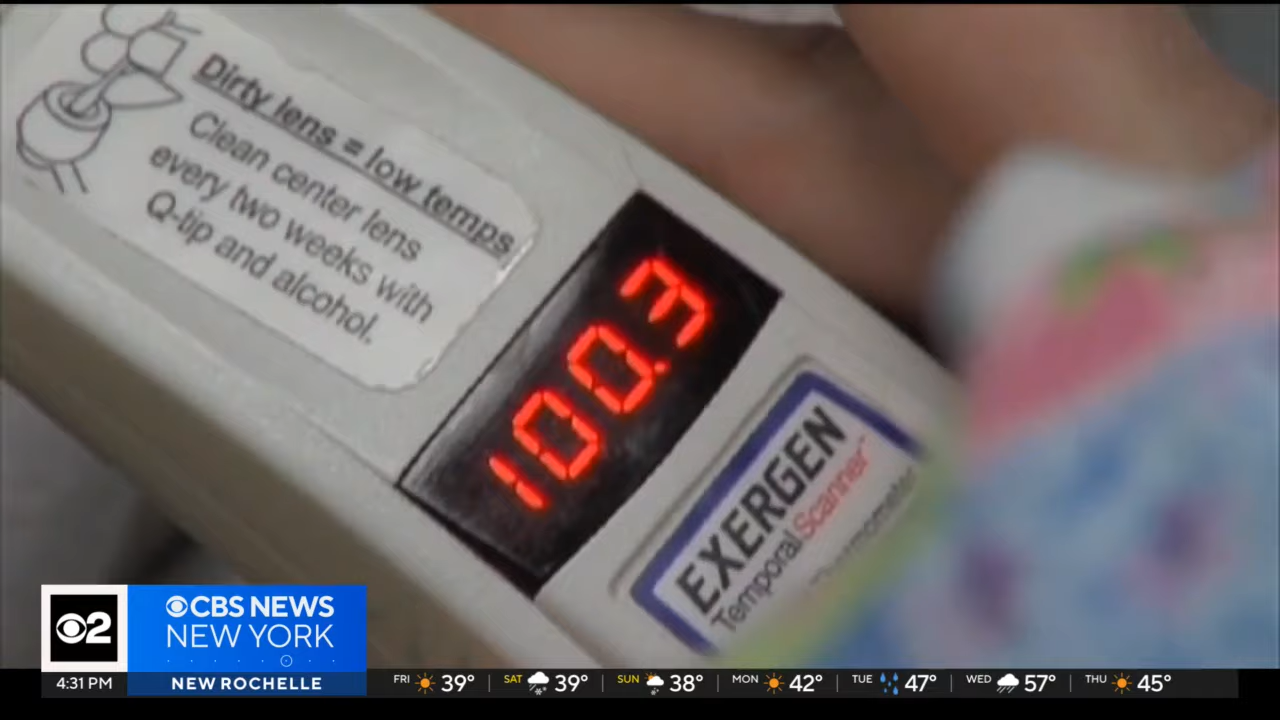 Dirty lens = low temps
Clean center lens
every two weeks with
Q-tip and alcohol.
100.3
EXERGEN
Temporal Scanner™
Thermometer
2
CBS NEWS
NEW YORK
4:31 PM
NEW ROCHELLE
FRI 39° SAT 39° SUN 38° MON 42° TUE 47° WED 57° THU 45°